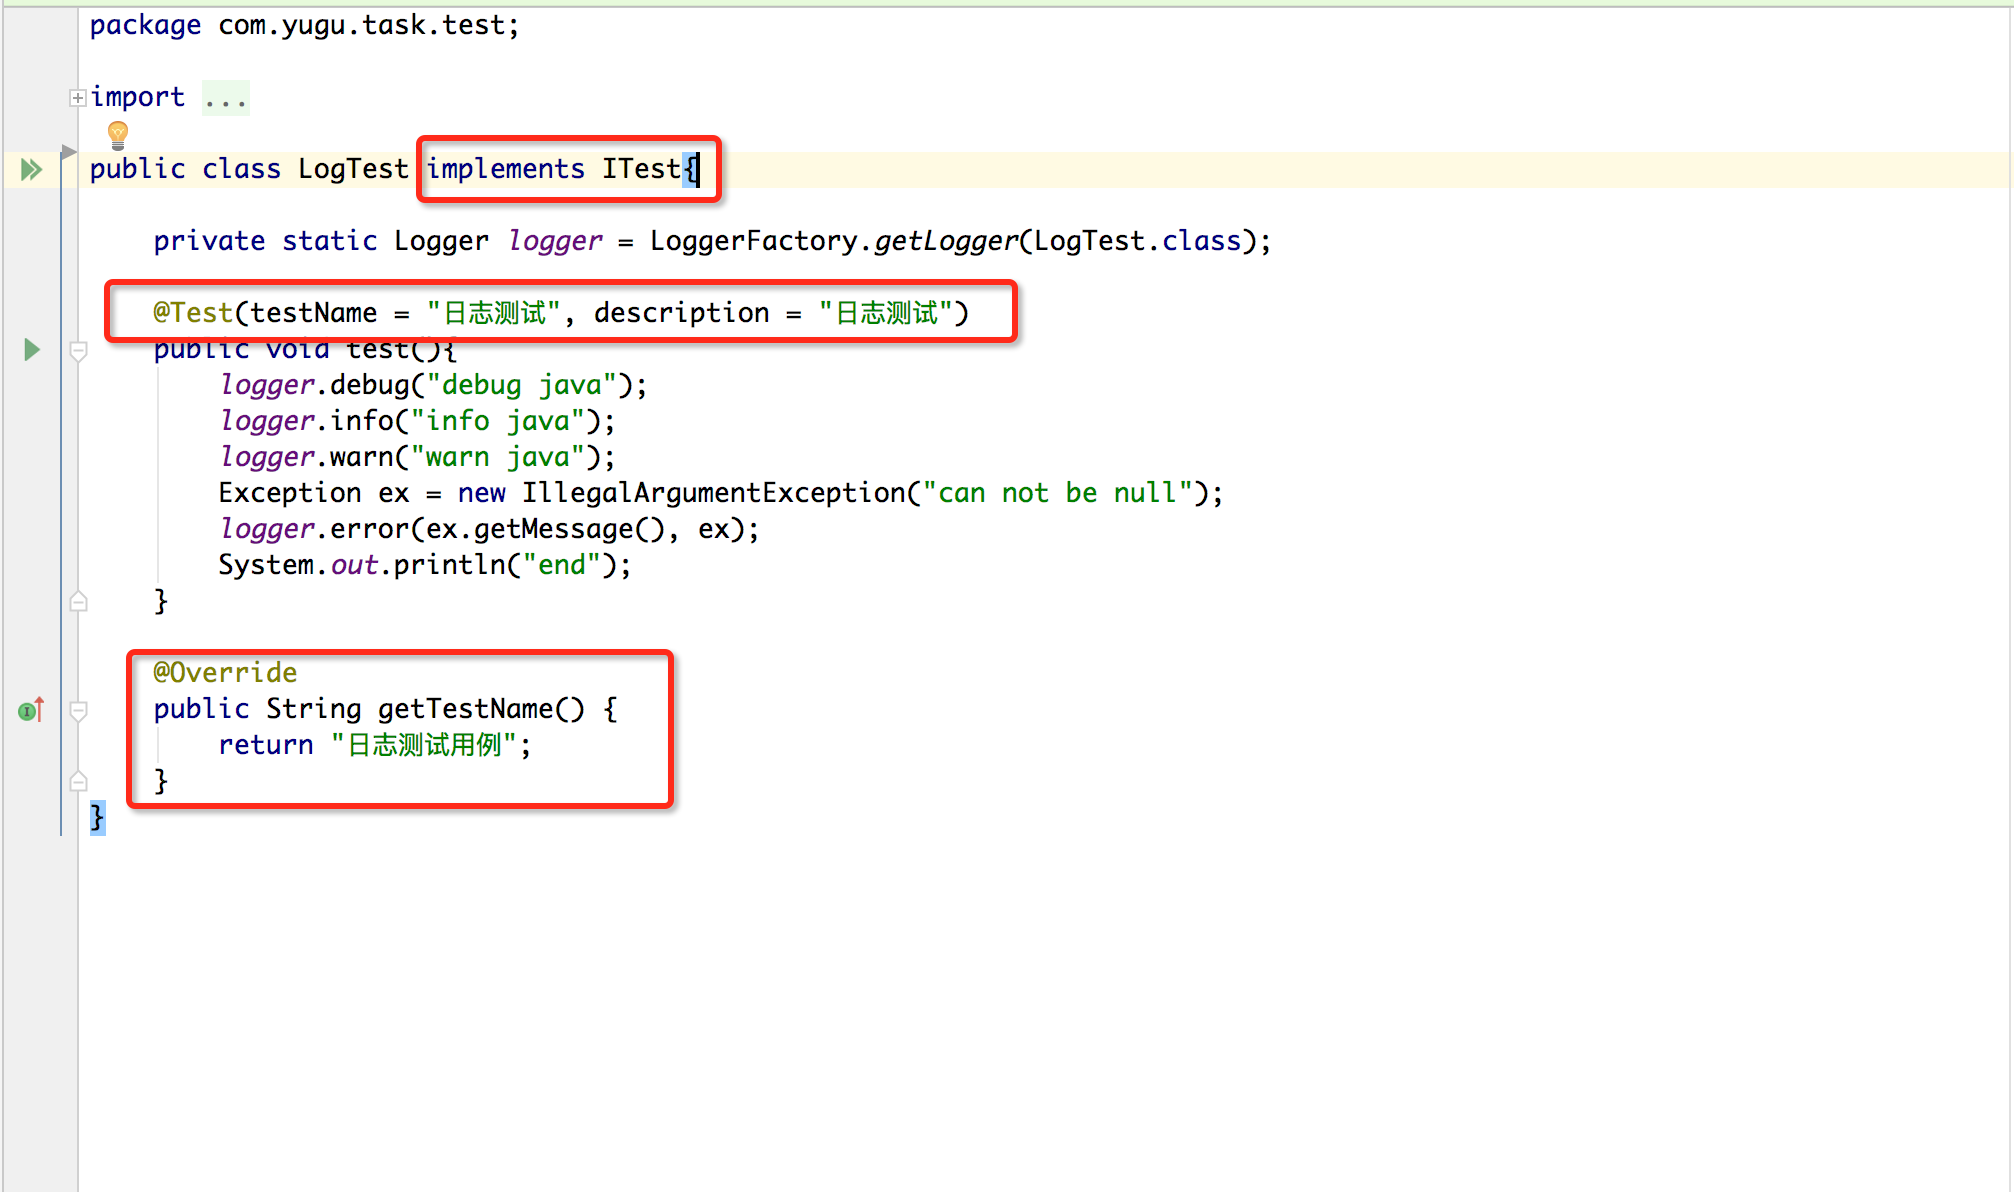 package com.yugu.task.test;
import ...
public class LogTest implements ITest{
private static Logger logger = LoggerFactory.getLogger(LogTest.class);
@Test(testName = "日志测试", description = "日志测试")
public void test(){
logger.debug("debug java");
logger.info("info java");
logger.warn("warn java");
Exception ex = new IllegalArgumentException("can not be null");
logger.error(ex.getMessage(), ex);
System.out.println("end");
}
@Override
public String getTestName() {
return "日志测试用例";
}
}